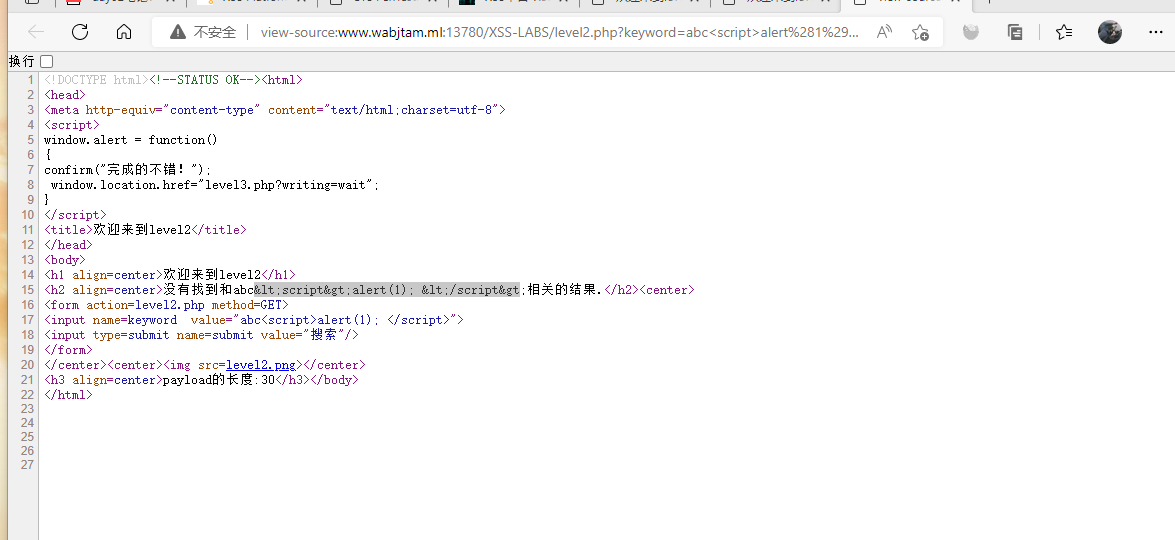 不安全 view-source:www.wabjtam.ml:13780/XSS-LABS/level2.php?keyword=abc<script>alert%281%29...
换行
1 <!DOCTYPE html><!--STATUS OK--><html>
2 <head>
3 <meta http-equiv="content-type" content="text/html;charset=utf-8">
4 <script>
5 window.alert = function()
6 {
7 confirm("完成的不错！");
8  window.location.href="level3.php?writing=wait";
9 }
10 </script>
11 <title>欢迎来到level2</title>
12 </head>
13 <body>
14 <h1 align=center>欢迎来到level2</h1>
15 <h2 align=center>没有找到和abc&lt;script&gt;alert(1); &lt;/script&gt;相关的结果.</h2><center>
16 <form action=level2.php method=GET>
17 <input name=keyword  value="abc<script>alert(1); </script>">
18 <input type=submit name=submit value="搜索"/>
19 </form>
20 </center><center><img src=level2.png></center>
21 <h3 align=center>payload的长度:30</h3></body>
22 </html>
23
24
25
26
27